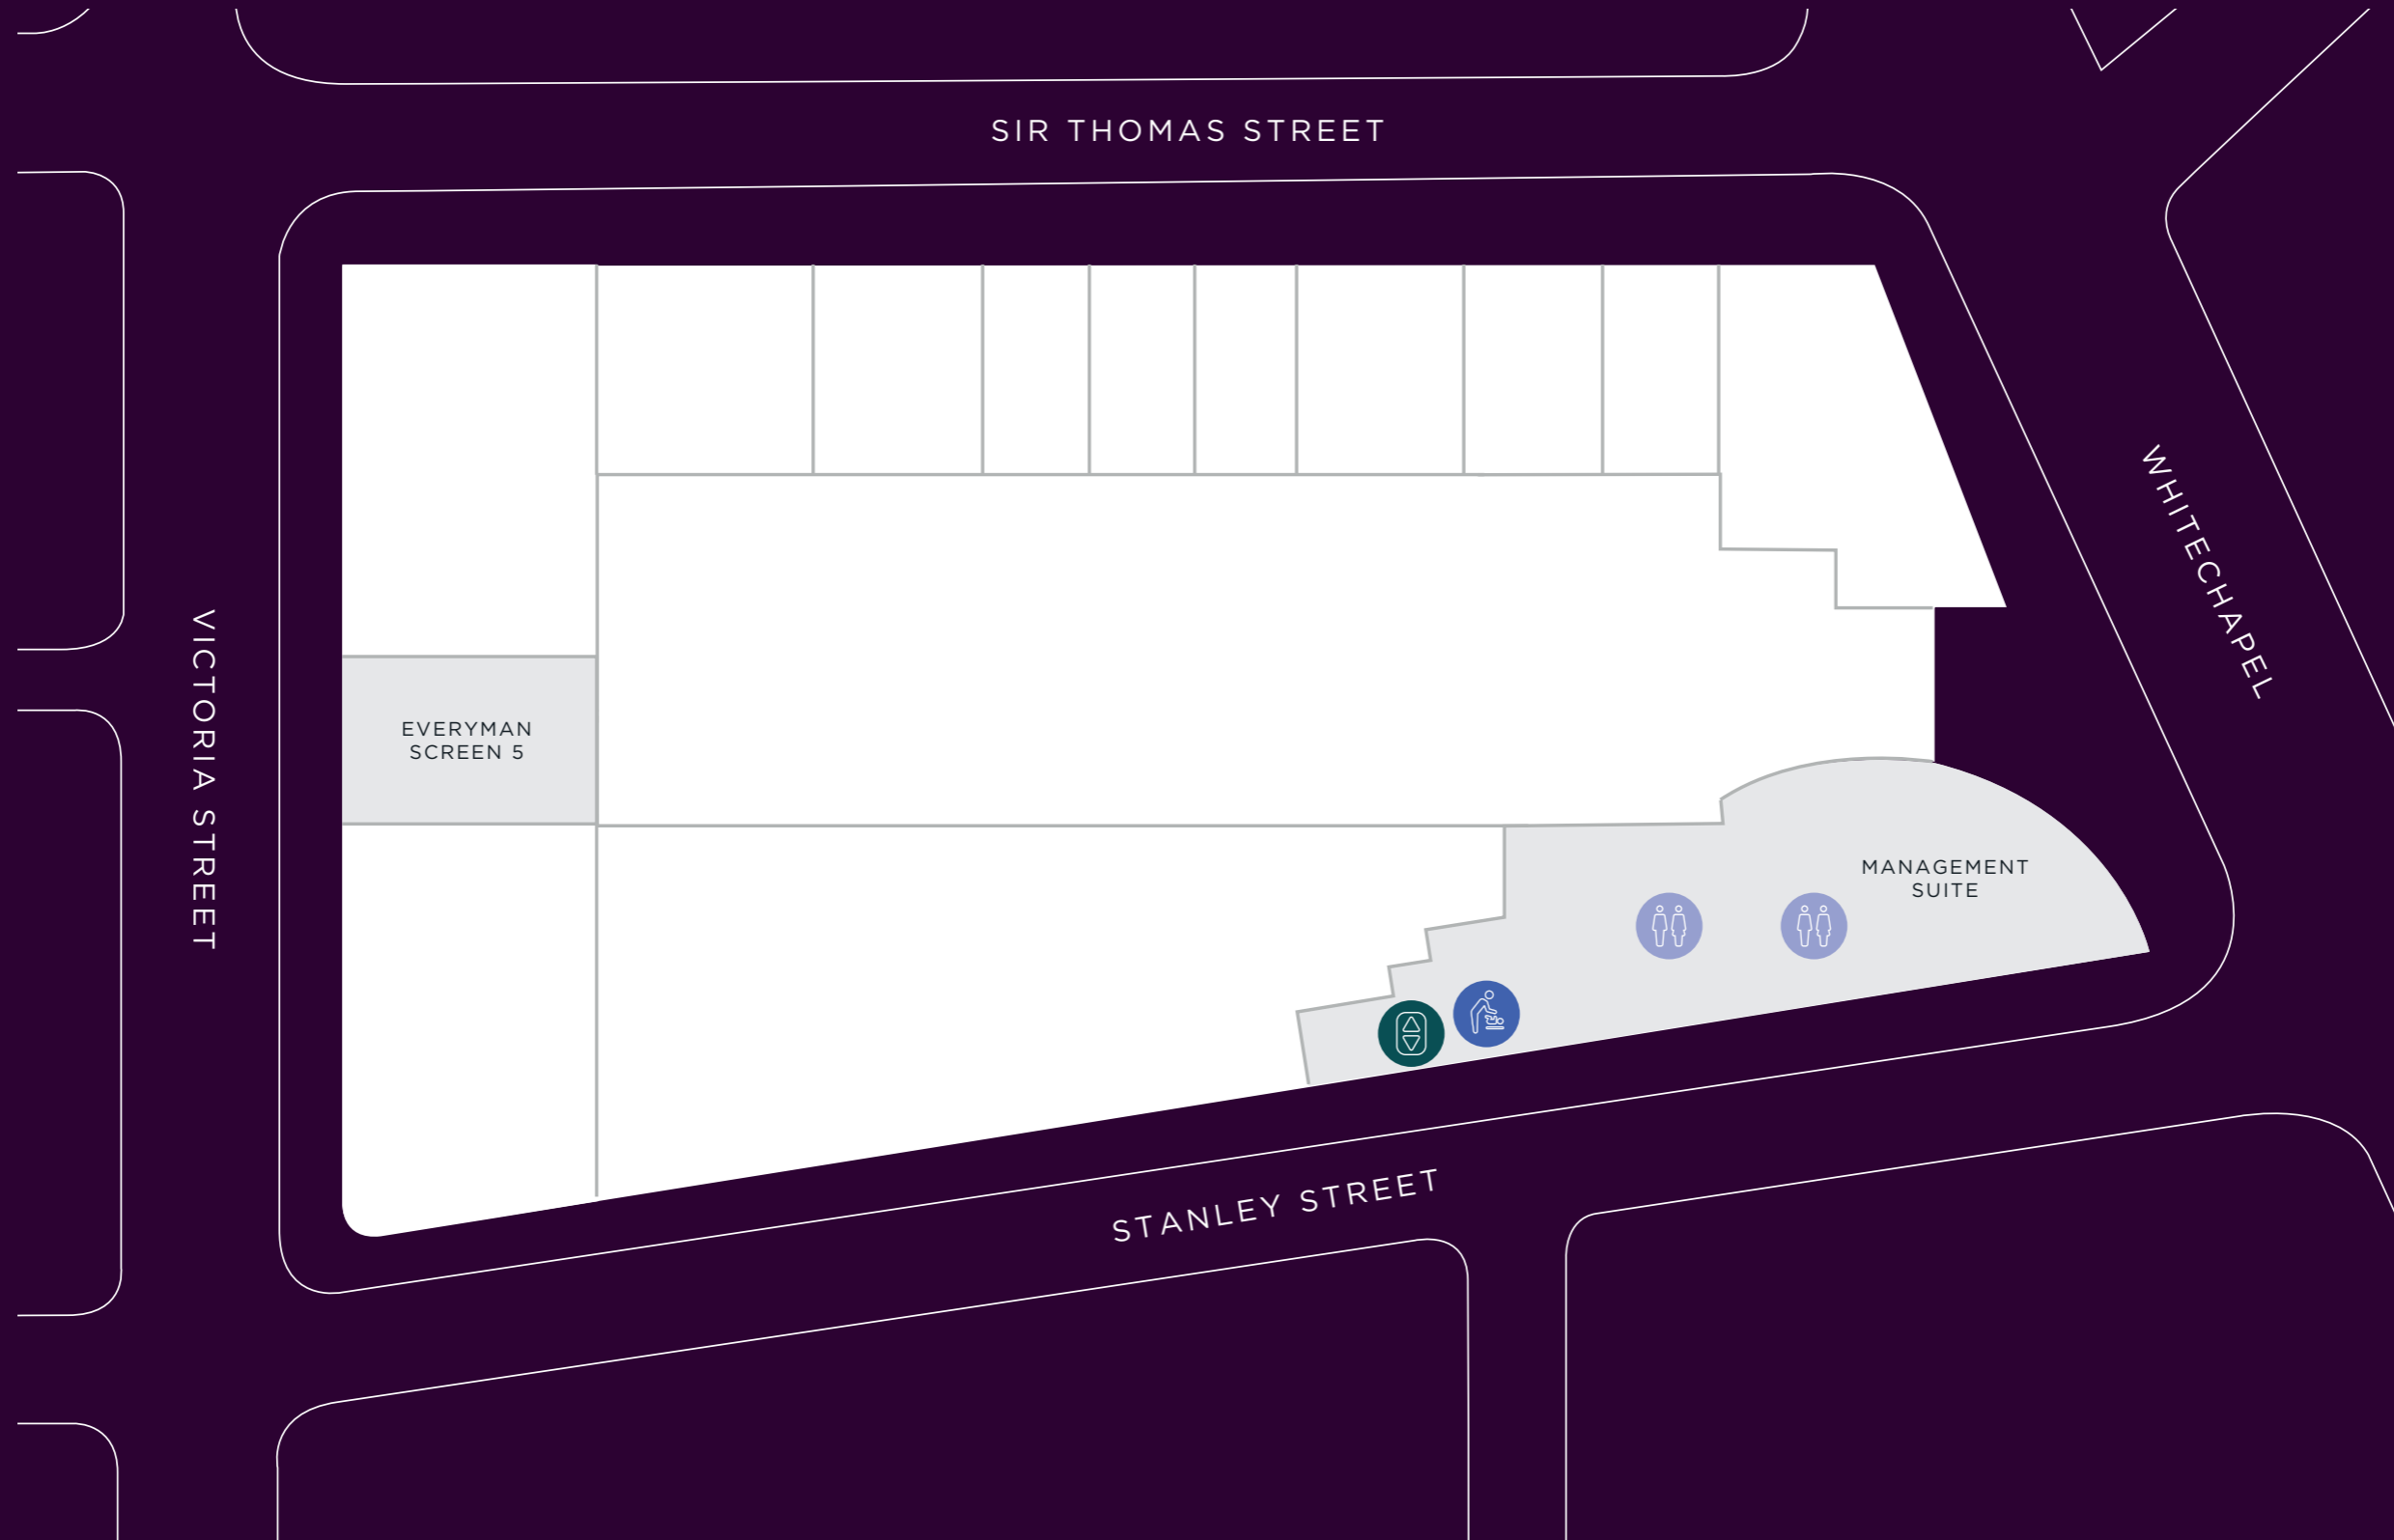 SIR THOMAS STREET
WHITECHAPEL
VICTORIA STREET
EVERYMAN
SCREEN 5
MANAGEMENT
SUITE
STANLEY STREET